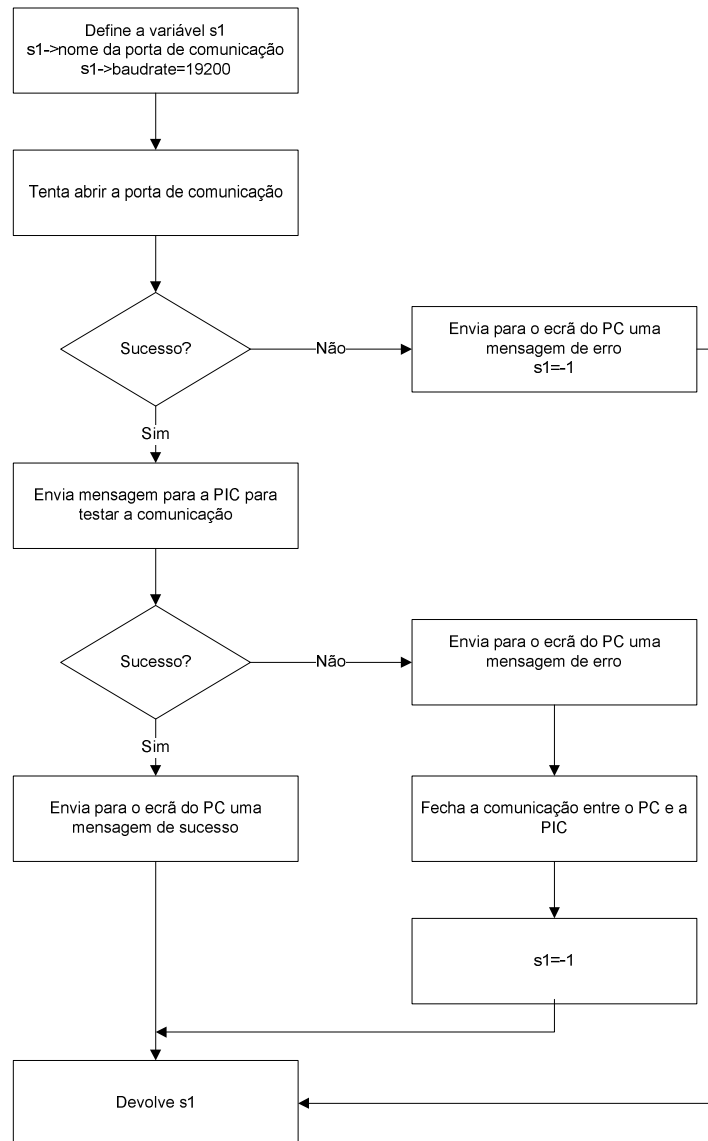 Define a variável s1
s1->nome da porta de comunicação
s1->baudrate=19200
Tenta abrir a porta de comunicação
Sucesso?
Não
Envia para o ecrã do PC uma
mensagem de erro
s1=-1
Sim
Envia mensagem para a PIC para
testar a comunicação
Sucesso?
Não
Envia para o ecrã do PC uma
mensagem de erro
Sim
Envia para o ecrã do PC uma
mensagem de sucesso
Fecha a comunicação entre o PC e a
PIC
s1=-1
Devolve s1